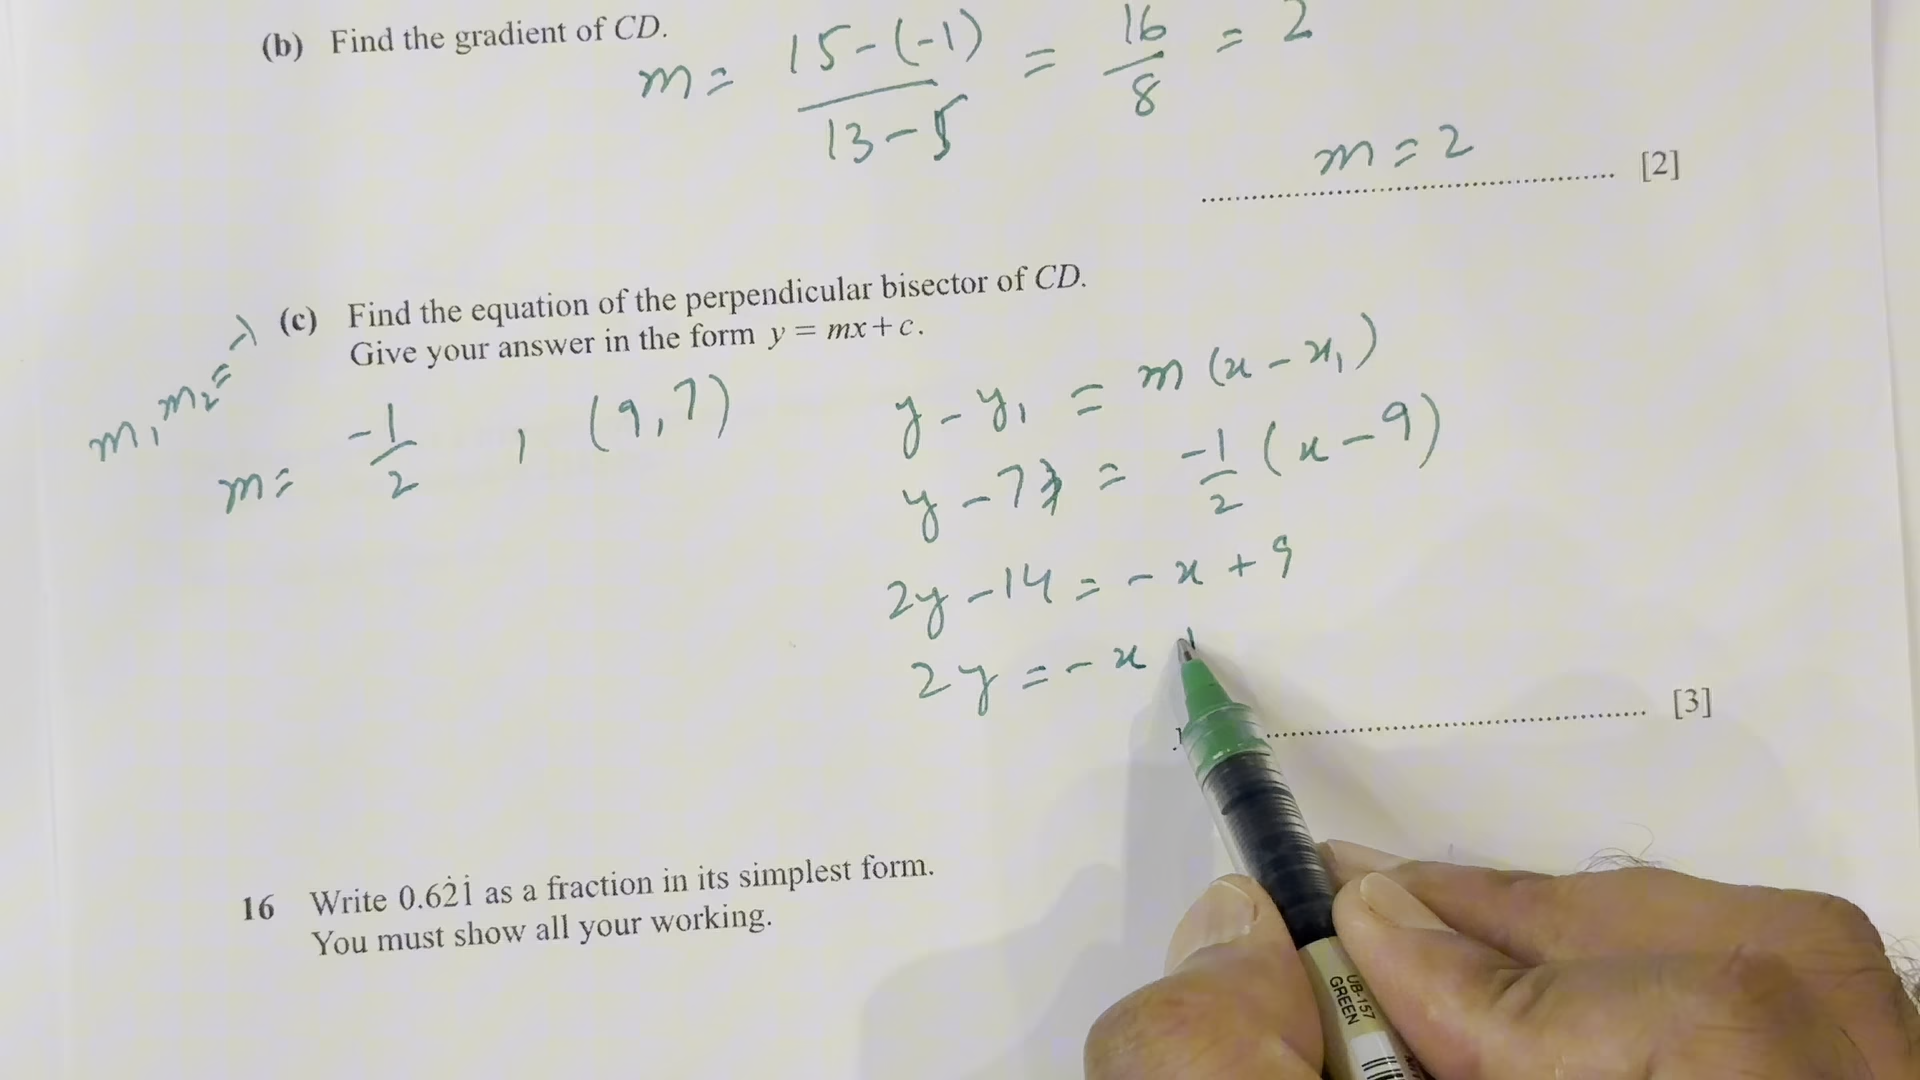 (b) Find the gradient of CD.
m = 15-(-1) / 13-5 = 16/8 = 2
m = 2
[2]
(c) Find the equation of the perpendicular bisector of CD.
Give your answer in the form y = mx + c.
m₁m₂ =
m = -1/2 , (9,7)
y - y₁ = m (x - x₁)
y - 7 = -1/2 (x - 9)
2y - 14 = - x + 9
2y = - x
[3]
16 Write 0.62̇1̇ as a fraction in its simplest form.
You must show all your working.
UB-157
GREEN